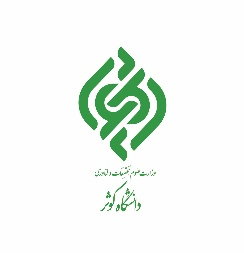 وزارت علوم تحقیقات و فناوری
دانشگاه کوثر